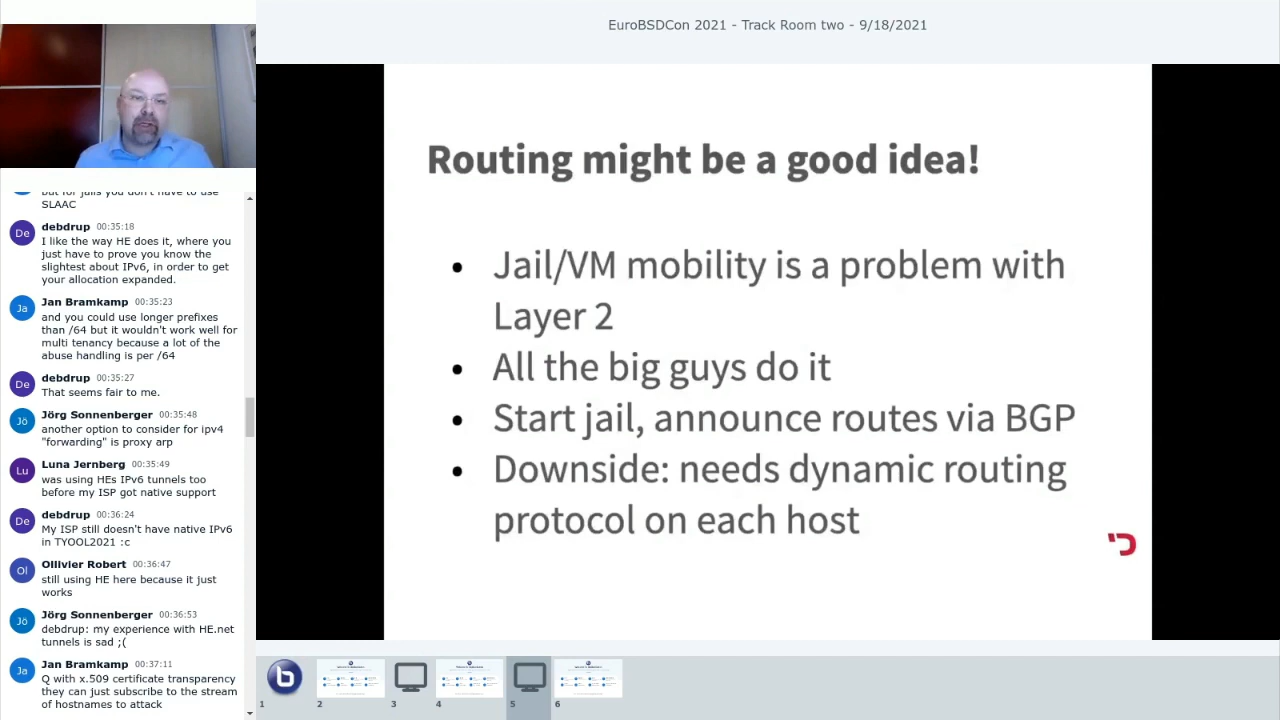 EuroBSDCon 2021 - Track Room two - 9/18/2021
but for jails you don't have to use
SLAAC
De debdrup 00:35:18
I like the way HE does it, where you
just have to prove you know the
slightest about IPv6, in order to get
your allocation expanded.
Ja Jan Bramkamp 00:35:23
and you could use longer prefixes
than /64 but it wouldn't work well for
multi tenancy because a lot of the
abuse handling is per /64
De debdrup 00:35:27
That seems fair to me.
Jö Jörg Sonnenberger 00:35:48
another option to consider for ipv4
"forwarding" is proxy arp
Lu Luna Jernberg 00:35:49
was using HEs IPv6 tunnels too
before my ISP got native support
De debdrup 00:36:24
My ISP still doesn't have native IPv6
in TYOOL2021 :c
Ol Ollivier Robert 00:36:47
still using HE here because it just
works
Jö Jörg Sonnenberger 00:36:53
debdrup: my experience with HE.net
tunnels is sad ;(
Ja Jan Bramkamp 00:37:11
Q with x.509 certificate transparency
they can just subscribe to the stream
of hostnames to attack
Routing might be a good idea!
• Jail/VM mobility is a problem with
Layer 2
• All the big guys do it
• Start jail, announce routes via BGP
• Downside: needs dynamic routing
protocol on each host
b
1 2 3 4 5 6